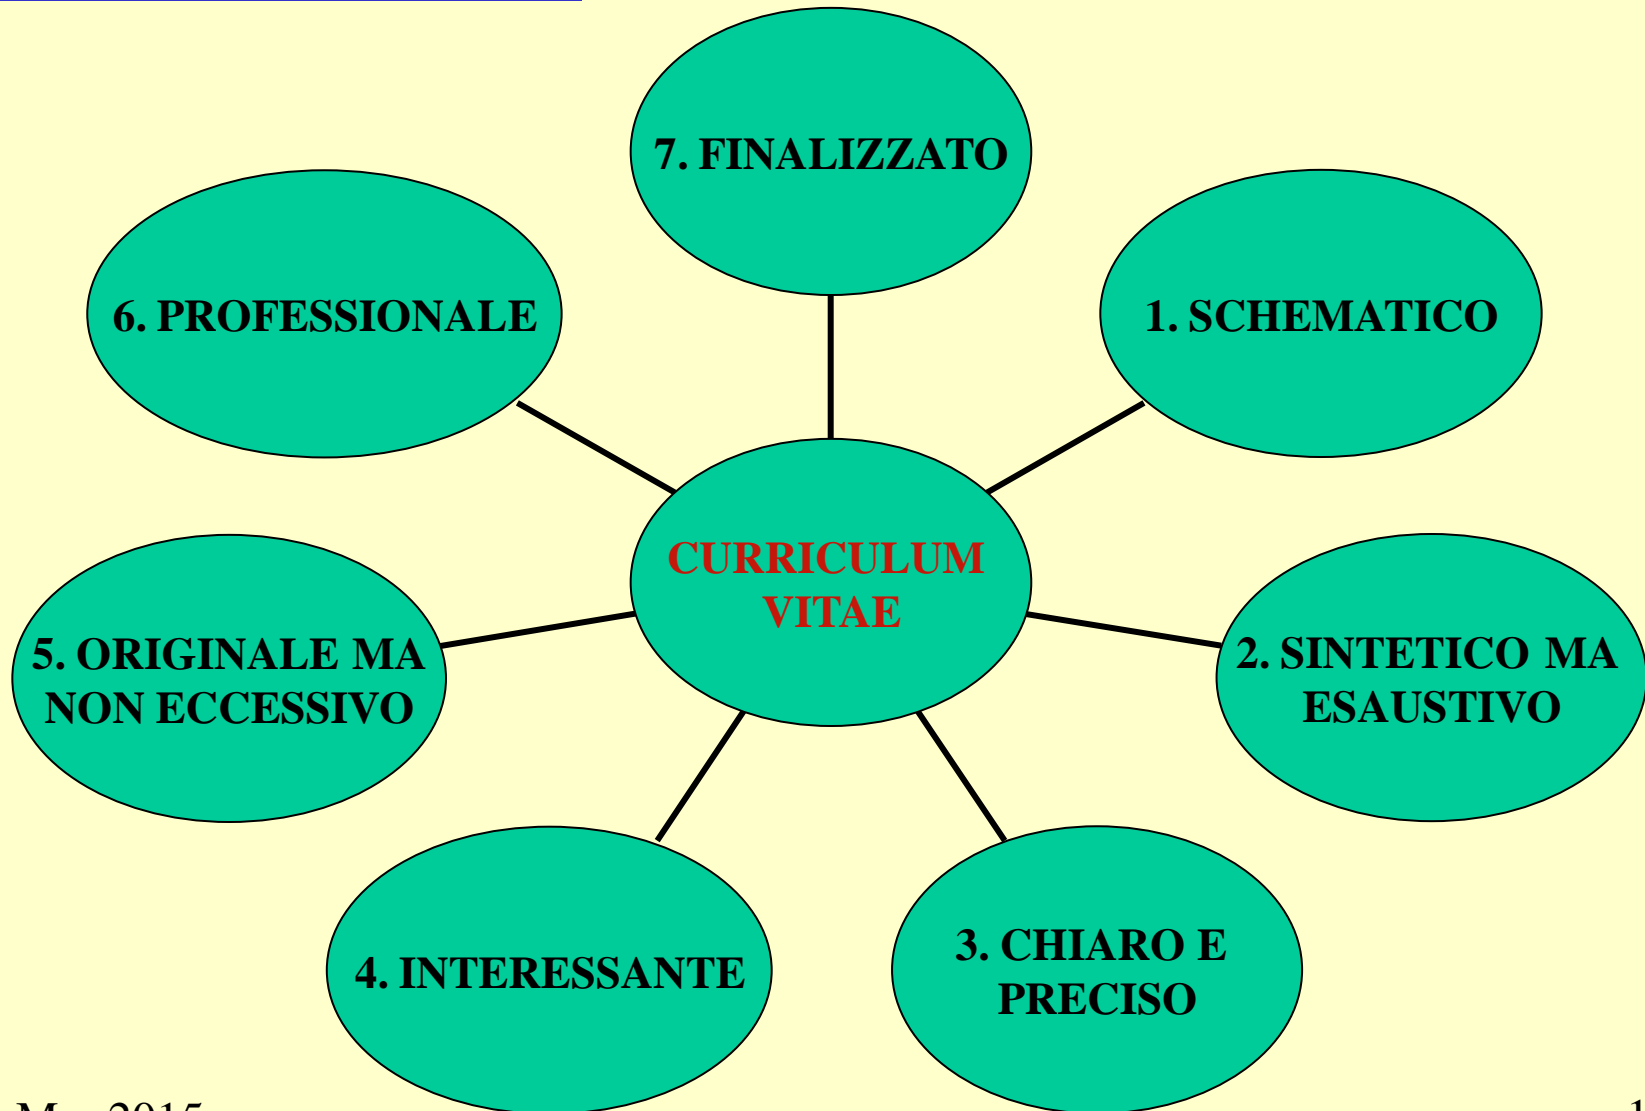 7. FINALIZZATO
6. PROFESSIONALE
1. SCHEMATICO
CURRICULUM
VITAE
5. ORIGINALE MA
NON ECCESSIVO
2. SINTETICO MA
ESAUSTIVO
4. INTERESSANTE
3. CHIARO E
PRECISO
2015